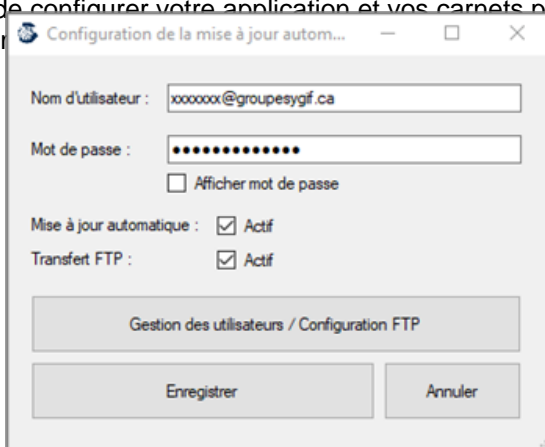 de configurer votre application et vos carnets p
Configuration de la mise à jour autom...
Nom d'utilisateur : xxxxxxx@groupesygif.ca
Mot de passe : •••••••••••••
Afficher mot de passe
Mise à jour automatique : Actif
Transfert FTP : Actif
Gestion des utilisateurs / Configuration FTP
Enregistrer Annuler